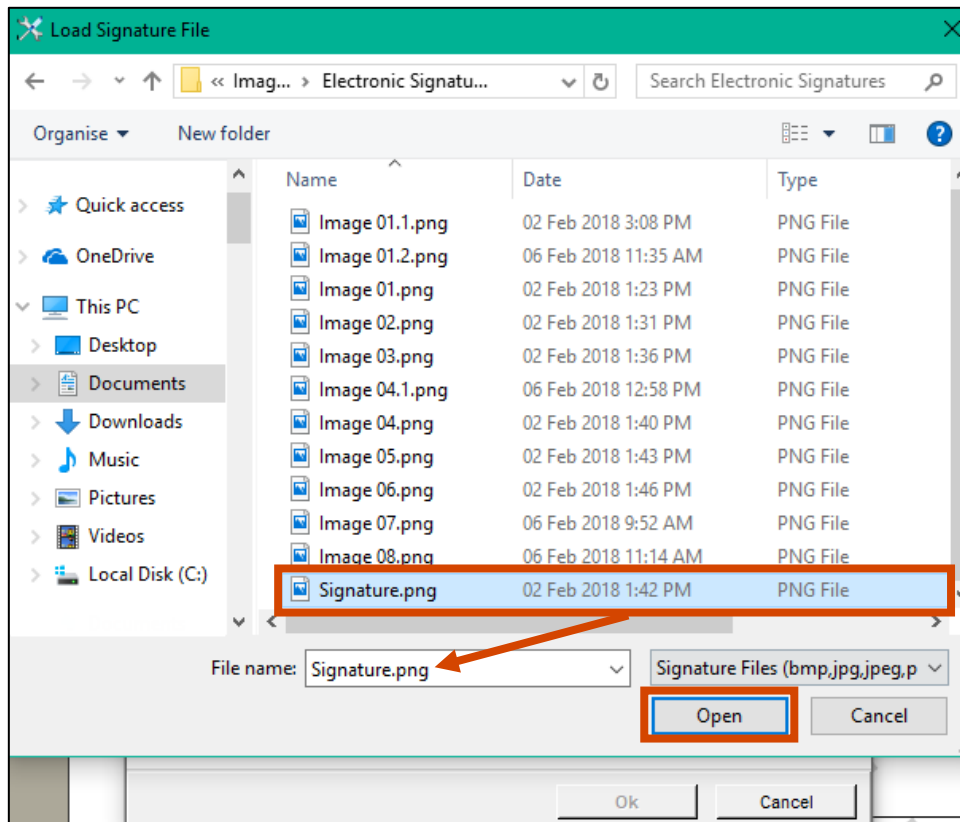 Load Signature File
« Imag... > Electronic Signatu...
Search Electronic Signatures
Organise
New folder
Name Date Type
Quick access
OneDrive
This PC
Desktop
Documents
Downloads
Music
Pictures
Videos
Local Disk (C:)
Image 01.1.png 02 Feb 2018 3:08 PM PNG File
Image 01.2.png 06 Feb 2018 11:35 AM PNG File
Image 01.png 02 Feb 2018 1:23 PM PNG File
Image 02.png 02 Feb 2018 1:31 PM PNG File
Image 03.png 02 Feb 2018 1:36 PM PNG File
Image 04.1.png 06 Feb 2018 12:58 PM PNG File
Image 04.png 02 Feb 2018 1:40 PM PNG File
Image 05.png 02 Feb 2018 1:43 PM PNG File
Image 06.png 02 Feb 2018 1:46 PM PNG File
Image 07.png 06 Feb 2018 9:52 AM PNG File
Image 08.png 06 Feb 2018 11:14 AM PNG File
Signature.png 02 Feb 2018 1:42 PM PNG File
File name: Signature.png Signature Files (bmp,jpg,jpeg,p
Open Cancel
Ok Cancel